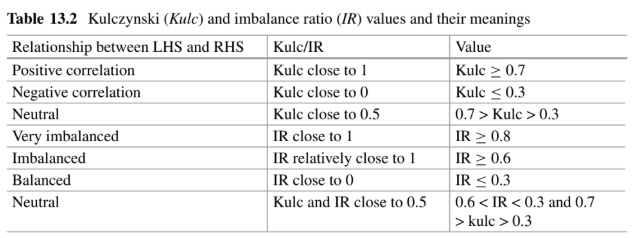 Table 13.2 Kulczynski (Kulc) and imbalance ratio (IR) values and their meanings
Relationship between LHS and RHS Kulc/IR Value
Positive correlation Kulc close to 1 Kulc ≥ 0.7
Negative correlation Kulc close to 0 Kulc ≤ 0.3
Neutral Kulc close to 0.5 0.7 > Kulc > 0.3
Very imbalanced IR close to 1 IR ≥ 0.8
Imbalanced IR relatively close to 1 IR ≥ 0.6
Balanced IR close to 0 IR ≤ 0.3
Neutral Kulc and IR close to 0.5 0.6 < IR < 0.3 and 0.7
> kulc > 0.3